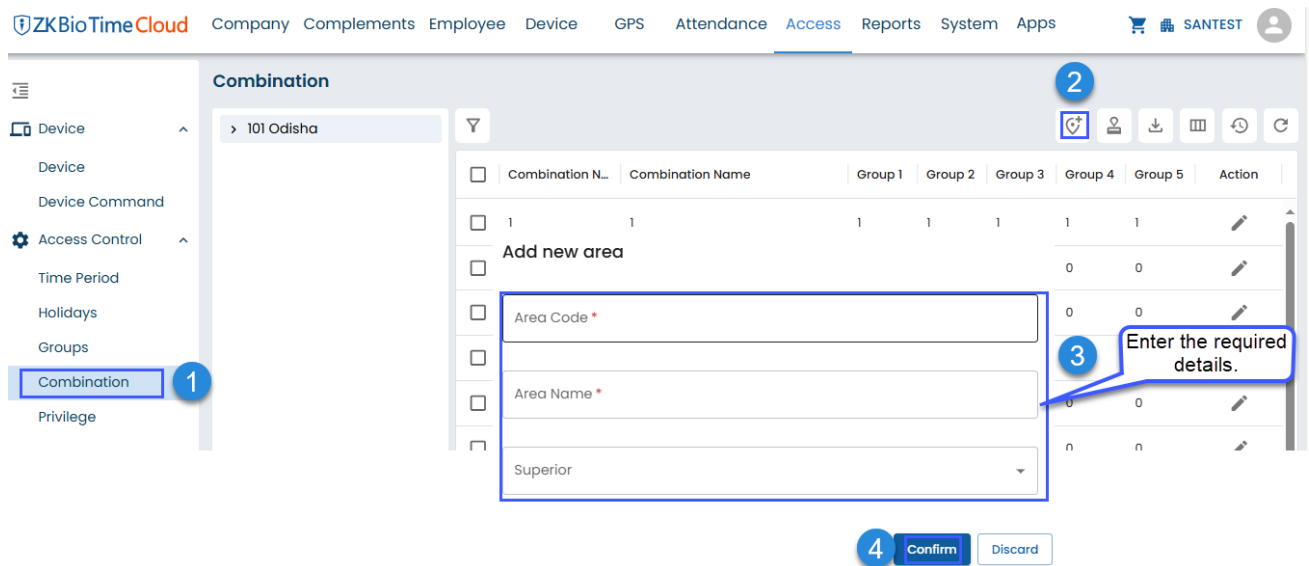 ZKBioTime Cloud Company Complements Employee Device GPS Attendance Access Reports System Apps SANTEST
Combination
2
Device
101 Odisha
Device
Combination N... Combination Name Group 1 Group 2 Group 3 Group 4 Group 5 Action
Device Command
1 1 1 1 1 1 1
Access Control
Add new area
0 0
Time Period
Holidays
Area Code *
0 0
Groups
3
Enter the required
details.
Combination
1
Area Name *
0 0
Privilege
0 0
Superior
4
Confirm
Discard